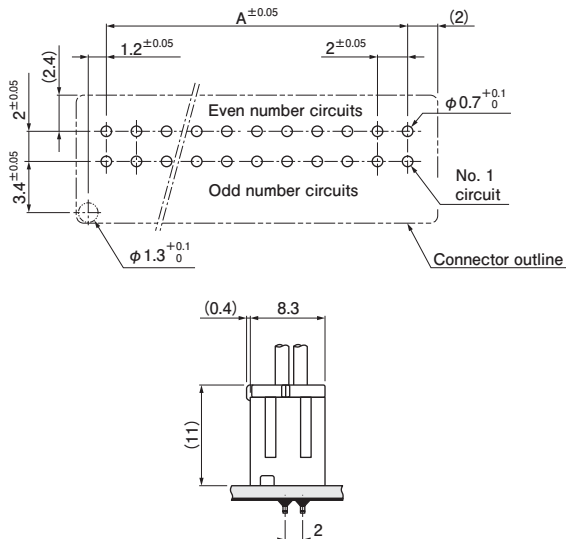 A±0.05
(2)
1.2±0.05
2±0.05
(2.4)
Even number circuits
φ0.7+0.1 0
2±0.05
3.4±0.05
Odd number circuits
No. 1
circuit
φ1.3+0.1 0
Connector outline
(0.4)
8.3
(11)
2